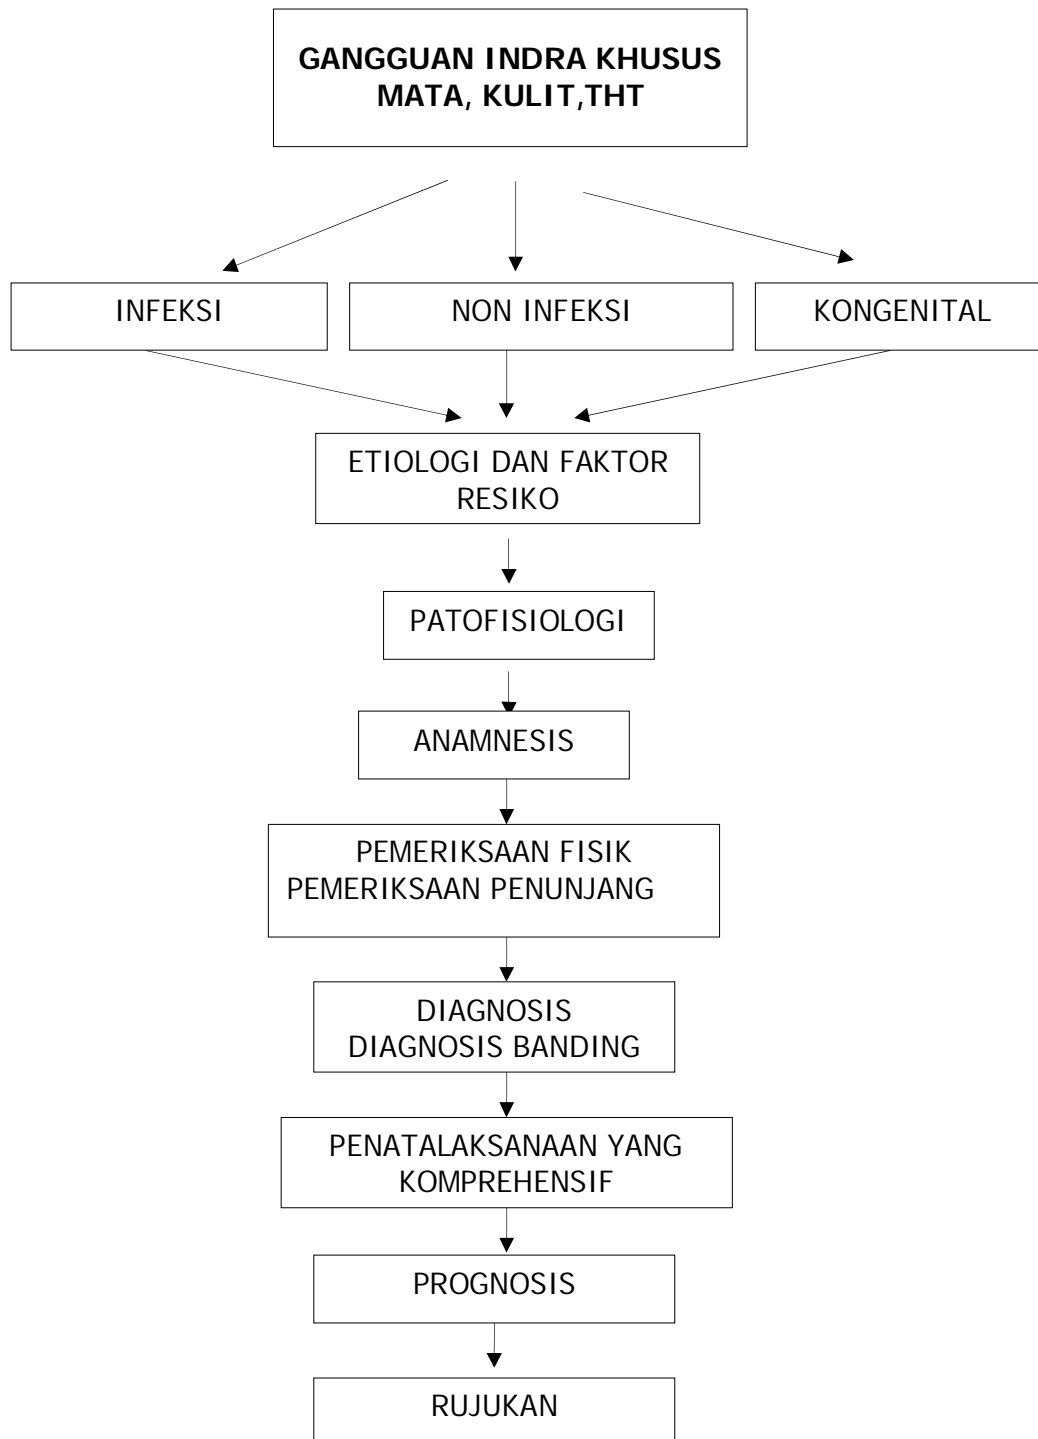 GANGGUAN INDRA KHUSUS
MATA, KULIT,THT
INFEKSI
NON INFEKSI
KONGENITAL
ETIOLOGI DAN FAKTOR
RESIKO
PATOFISIOLOGI
ANAMNESIS
PEMERIKSAAN FISIK
PEMERIKSAAN PENUNJANG
DIAGNOSIS
DIAGNOSIS BANDING
PENATALAKSANAAN YANG
KOMPREHENSIF
PROGNOSIS
RUJUKAN